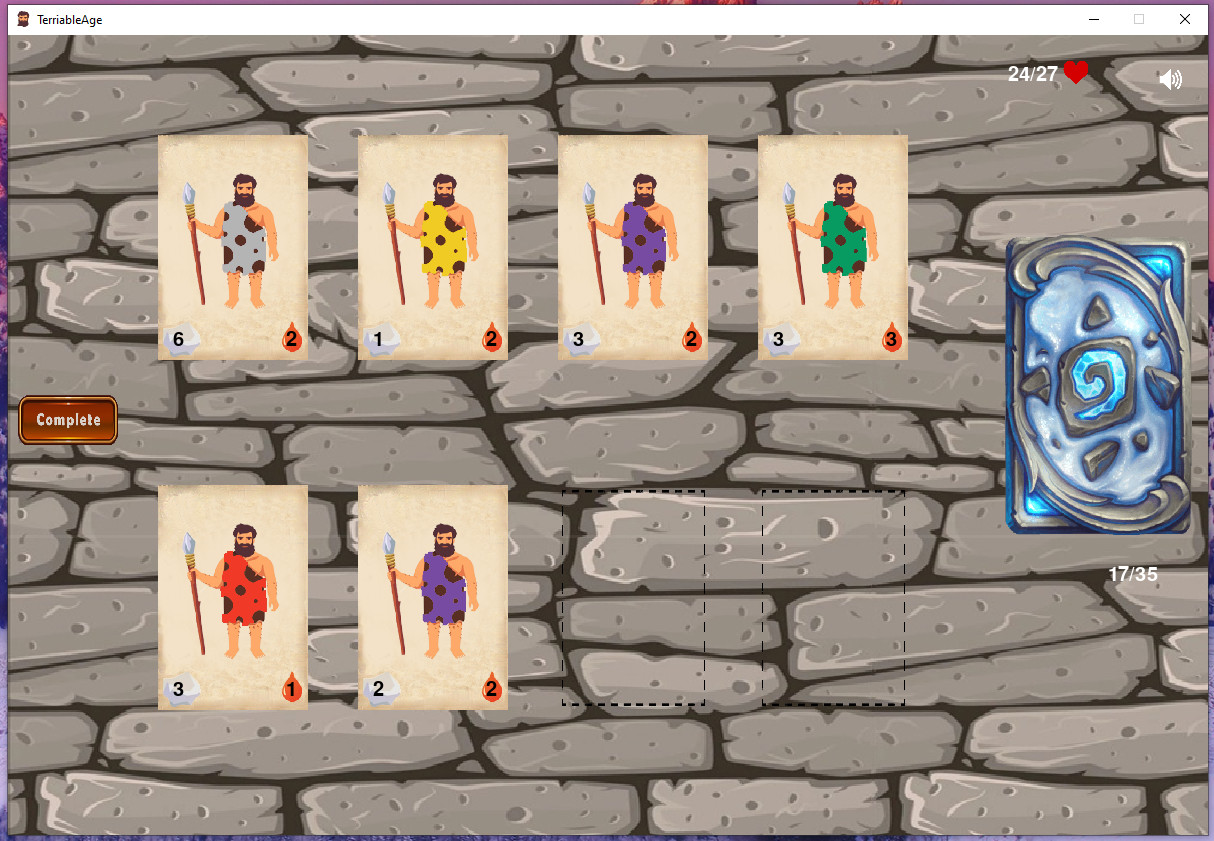 TerriableAge
24/27
6 2 1 2 3 2 3 3
Complete
3 1 2 2
17/35